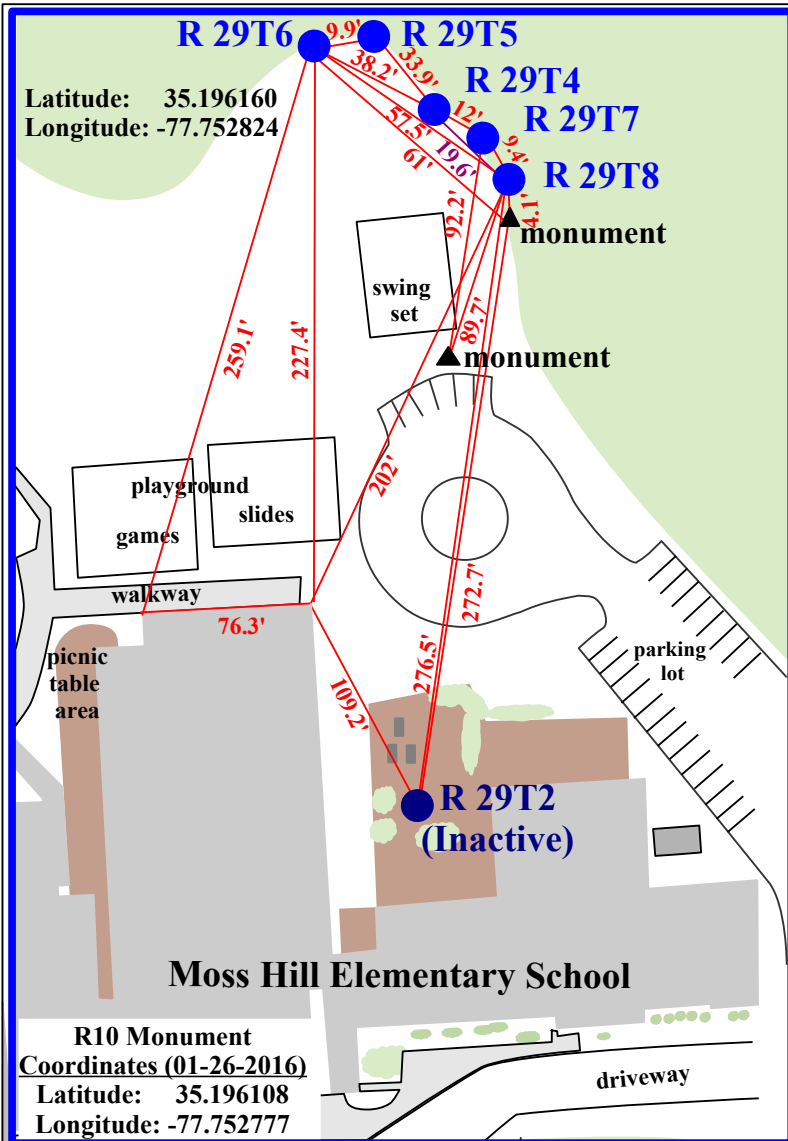 R 29T6
9.9'
R 29T5
38.2'
33.9'
R 29T4
Latitude: 35.196160
Longitude: -77.752824
57.5'
12'
R 29T7
19.6'
9.4'
61'
R 29T8
92.2'
4.1'
monument
swing
set
89.7'
monument
259.1'
227.4'
202'
playground
slides
games
272.7'
walkway
76.3'
picnic
table
area
276.5'
parking
lot
109.2'
R 29T2
(Inactive)
Moss Hill Elementary School
R10 Monument
Coordinates (01-26-2016)
Latitude: 35.196108
Longitude: -77.752777
driveway